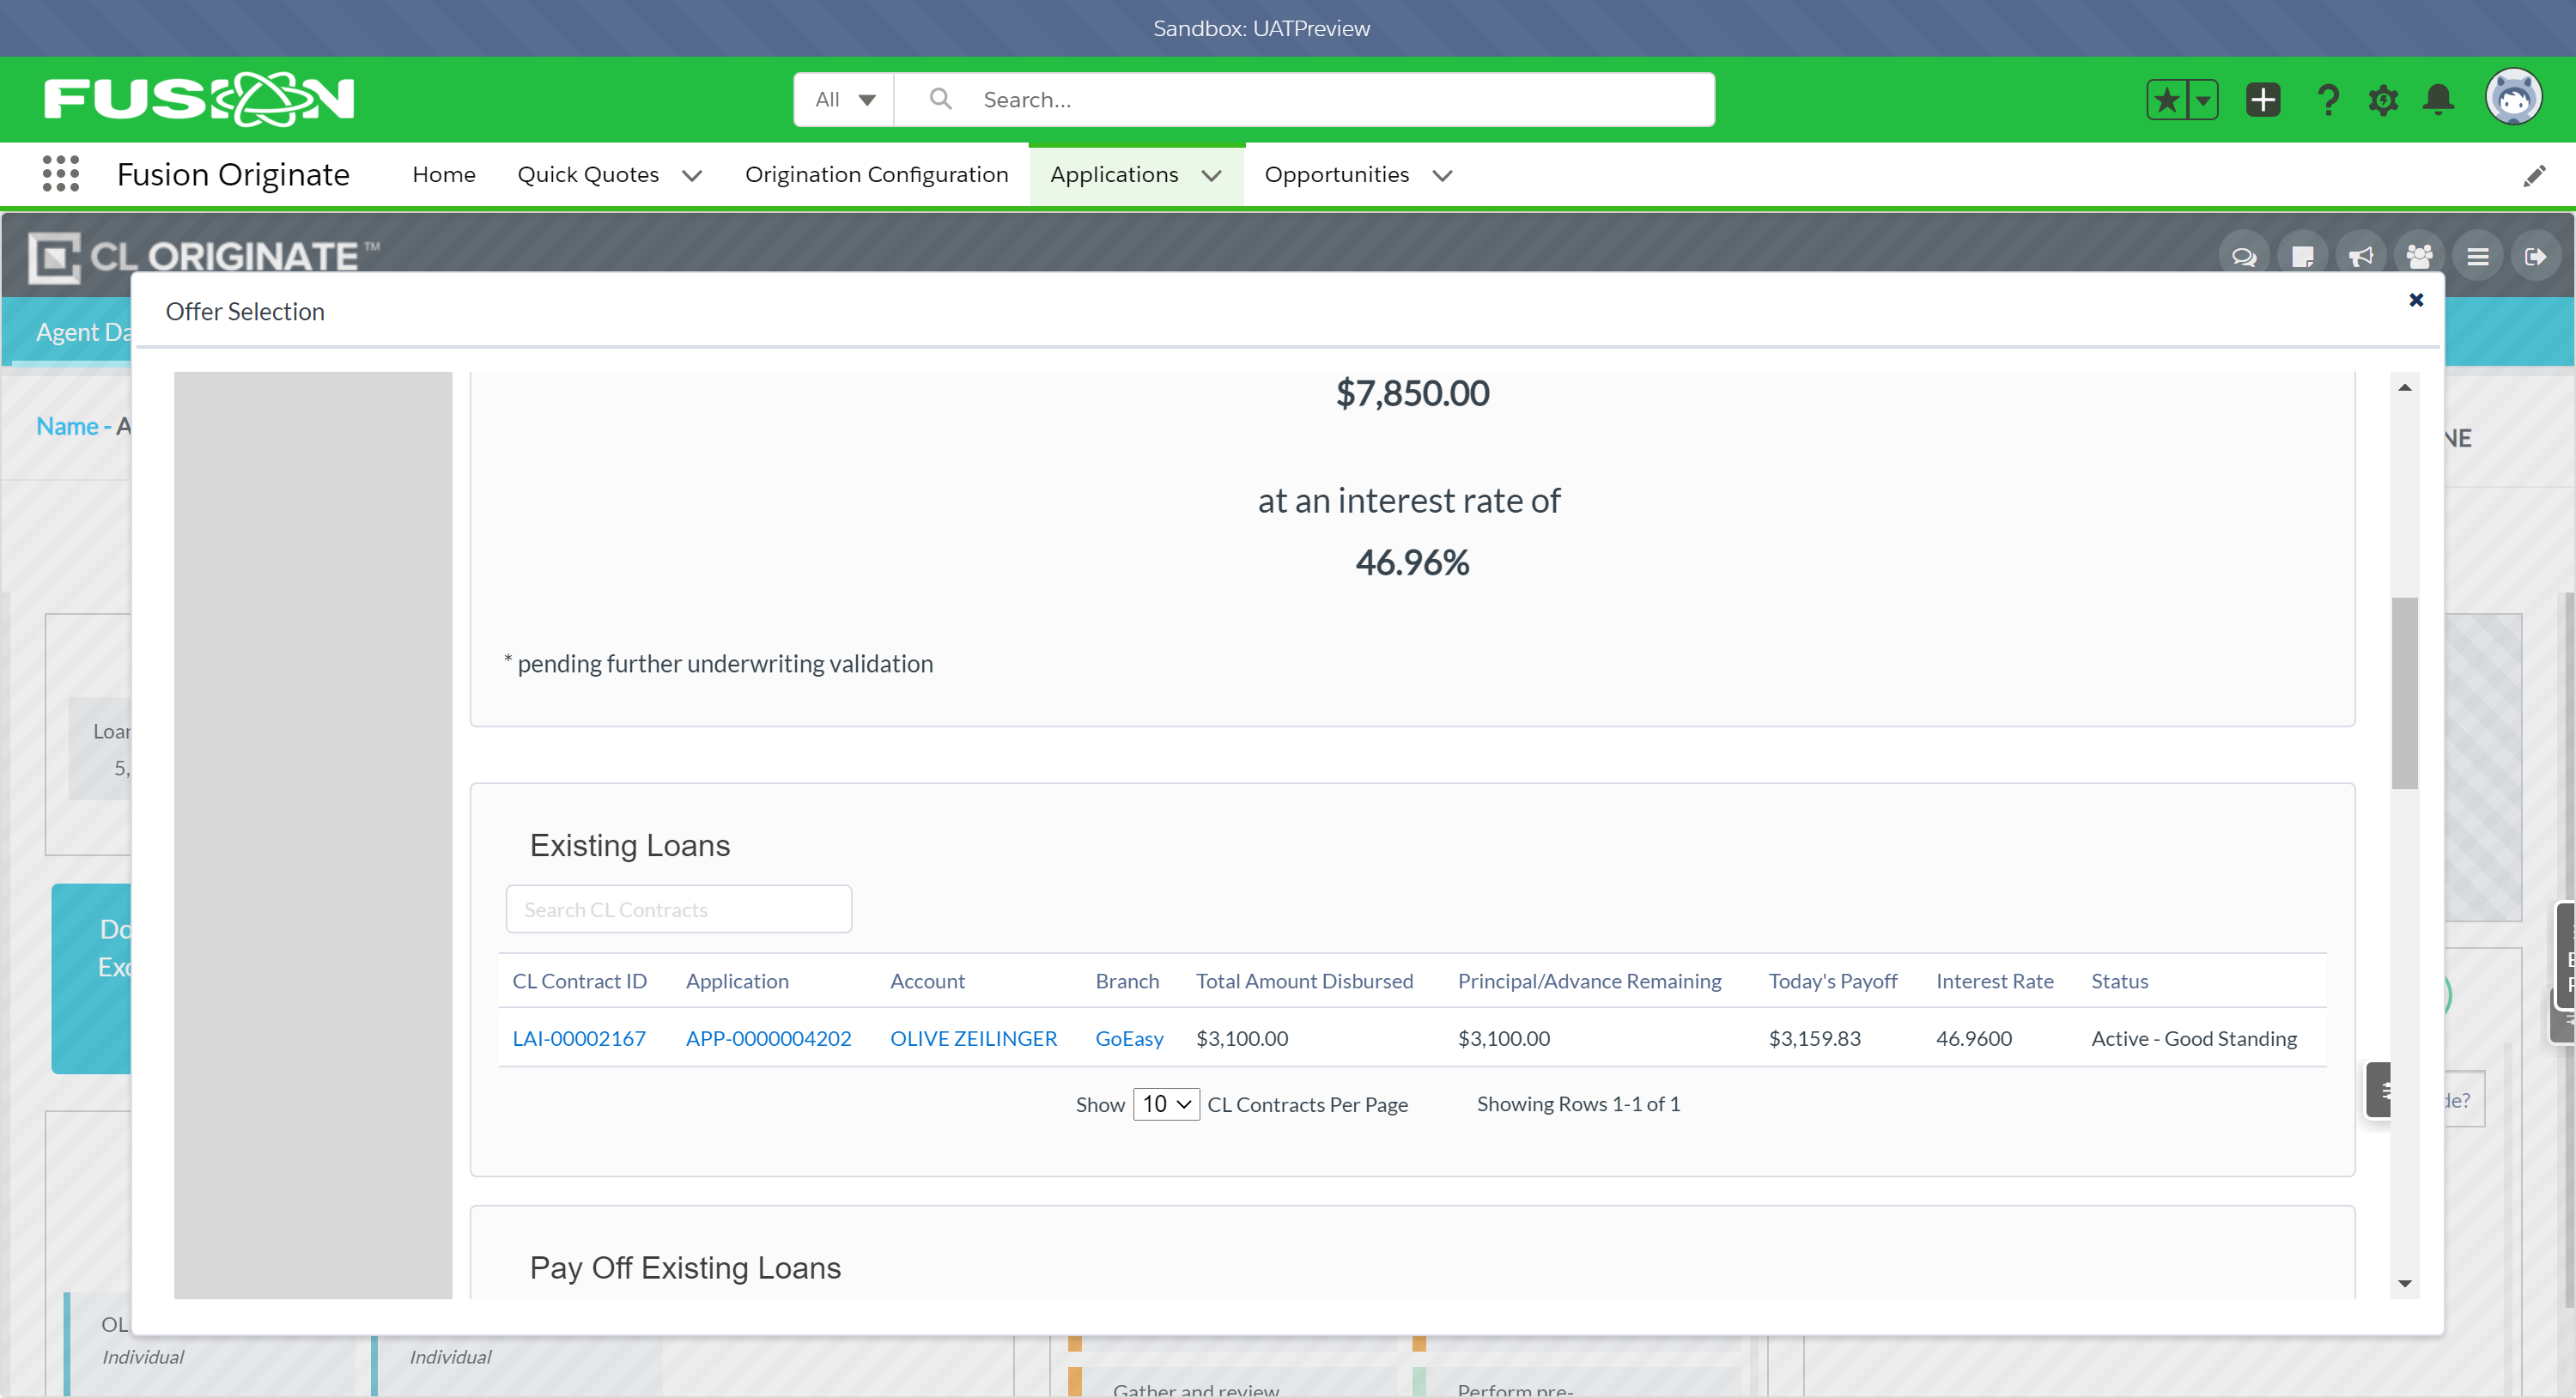 Sandbox: UATPreview
FUSION
All
Search...
Fusion Originate
Home
Quick Quotes
Origination Configuration
Applications
Opportunities
CL ORIGINATE™
Agent Da
Offer Selection
Name - A
NE
$7,850.00
at an interest rate of
46.96%
* pending further underwriting validation
Loan
5,
Existing Loans
Search CL Contracts
Do
Exc
CL Contract ID Application Account Branch Total Amount Disbursed Principal/Advance Remaining Today's Payoff Interest Rate Status
LAI-00002167 APP-0000004202 OLIVE ZEILINGER GoEasy $3,100.00 $3,100.00 $3,159.83 46.9600 Active - Good Standing
Show 10 CL Contracts Per Page Showing Rows 1-1 of 1
de?
Pay Off Existing Loans
OL
Individual
Individual
Gather and review
Perform pre-